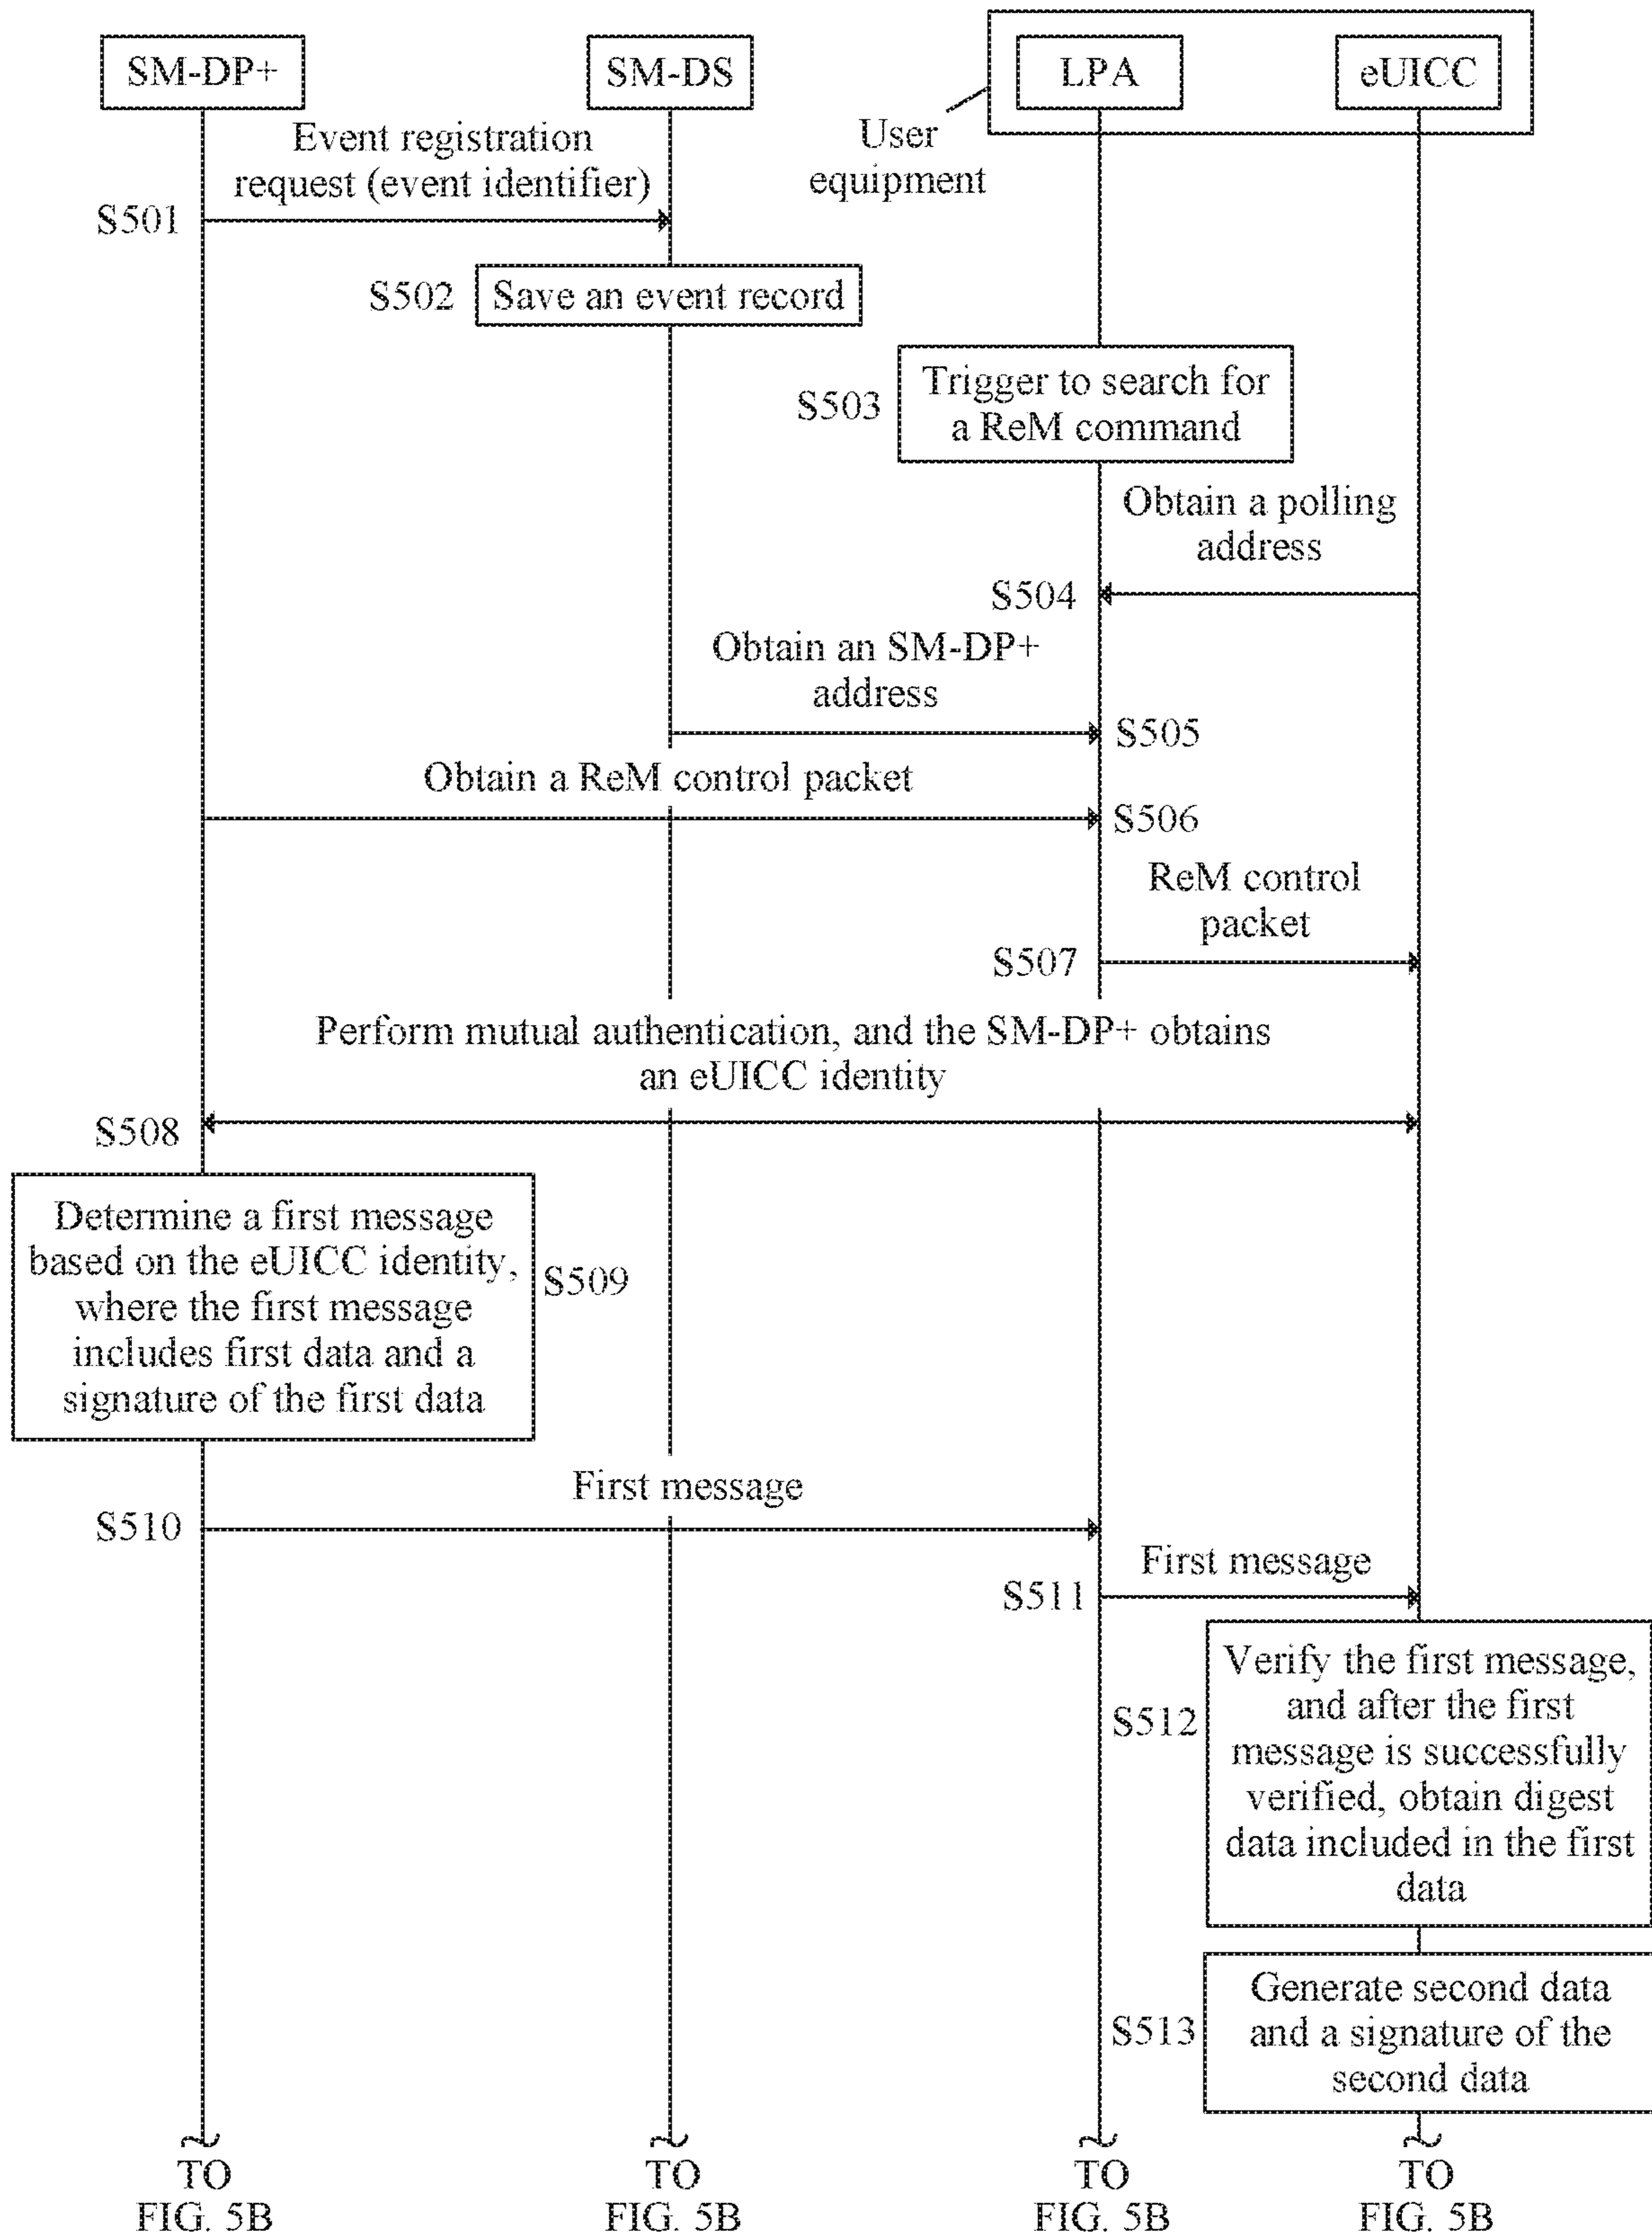 SM-DP+
SM-DS
LPA
eUICC
User
equipment
Event registration
request (event identifier)
S501
S502
Save an event record
S503
Trigger to search for
a ReM command
Obtain a polling
address
S504
Obtain an SM-DP+
address
S505
Obtain a ReM control packet
S506
ReM control
packet
S507
Perform mutual authentication, and the SM-DP+ obtains
an eUICC identity
S508
Determine a first message
based on the eUICC identity,
where the first message
includes first data and a
signature of the first data
S509
First message
S510
First message
S511
Verify the first message,
and after the first
message is successfully
verified, obtain digest
data included in the first
data
S512
Generate second data
and a signature of the
second data
S513
TO
FIG. 5B
TO
FIG. 5B
TO
FIG. 5B
TO
FIG. 5B